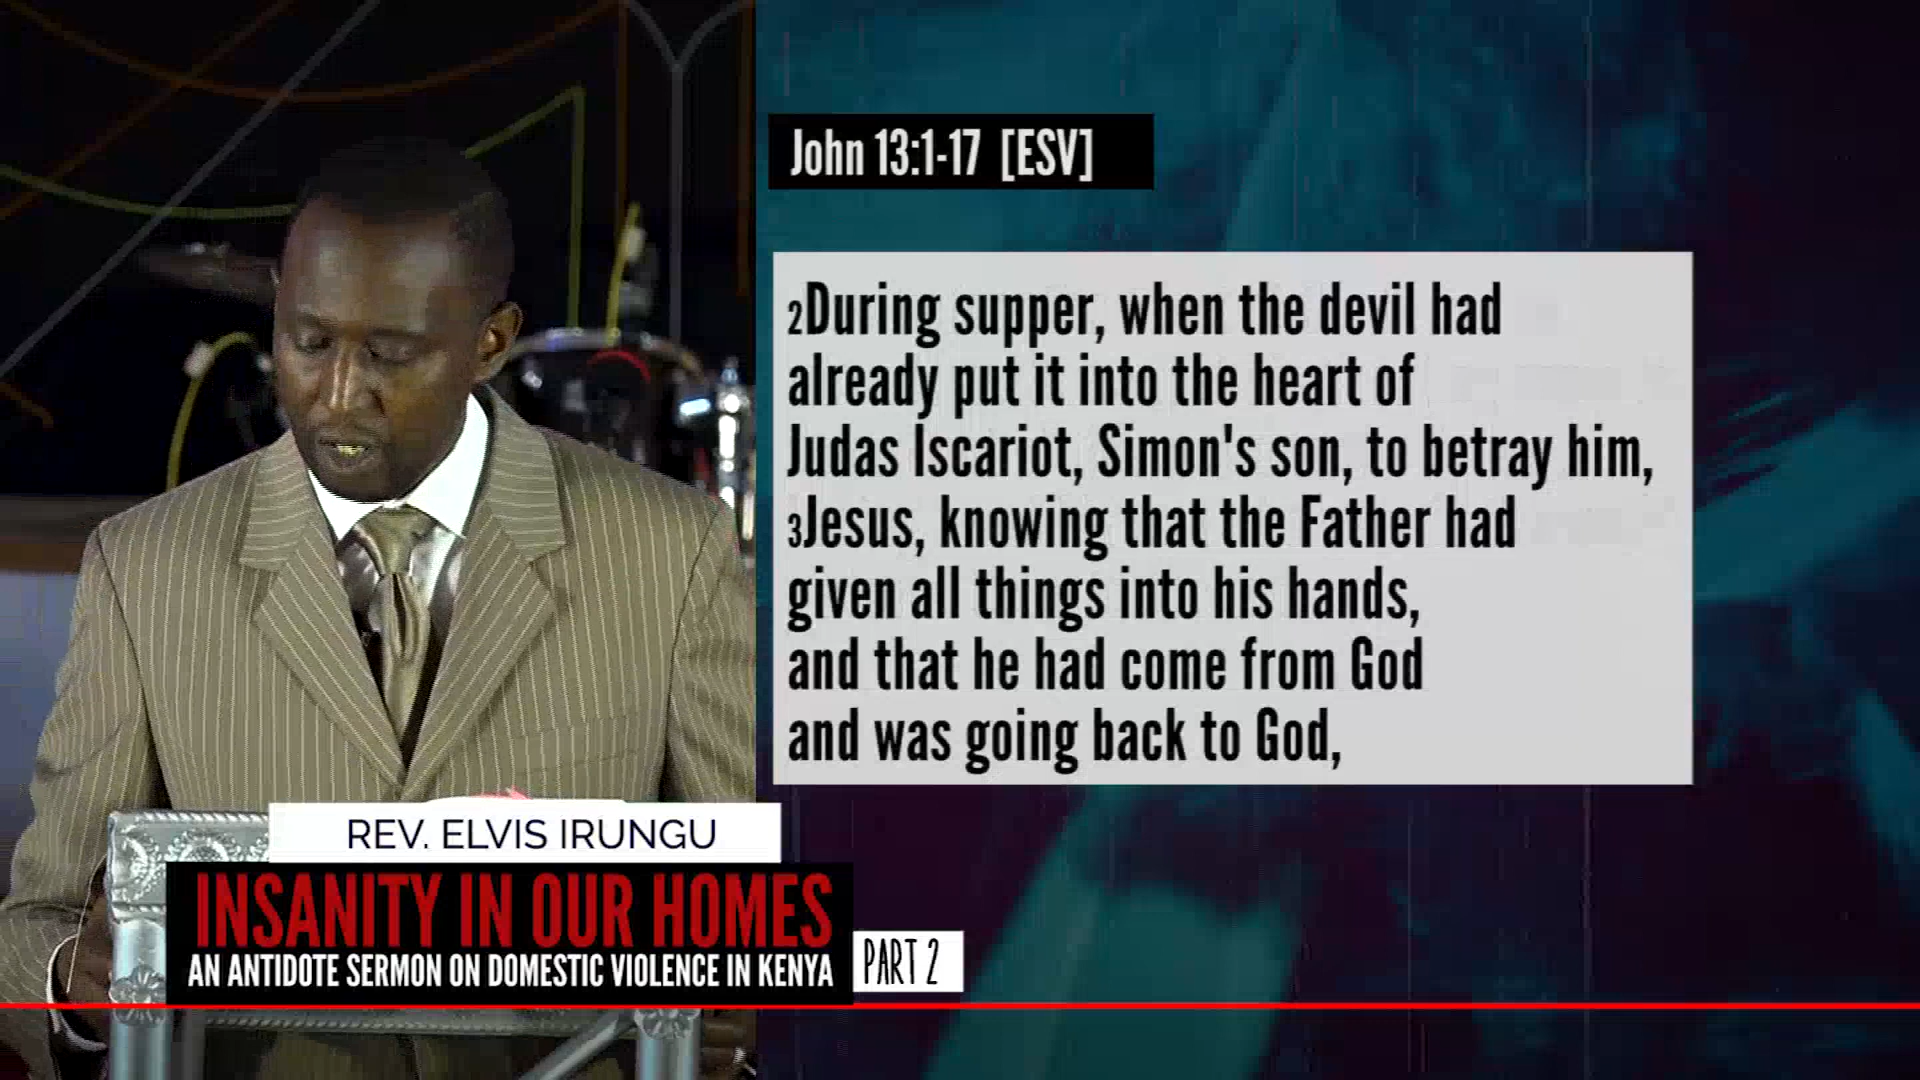 John 13:1-17 [ESV]
2During supper, when the devil had
already put it into the heart of
Judas Iscariot, Simon's son, to betray him,
3Jesus, knowing that the Father had
given all things into his hands,
and that he had come from God
and was going back to God,
REV. ELVIS IRUNGU
INSANITY IN OUR HOMES
AN ANTIDOTE SERMON ON DOMESTIC VIOLENCE IN KENYA
PART 2